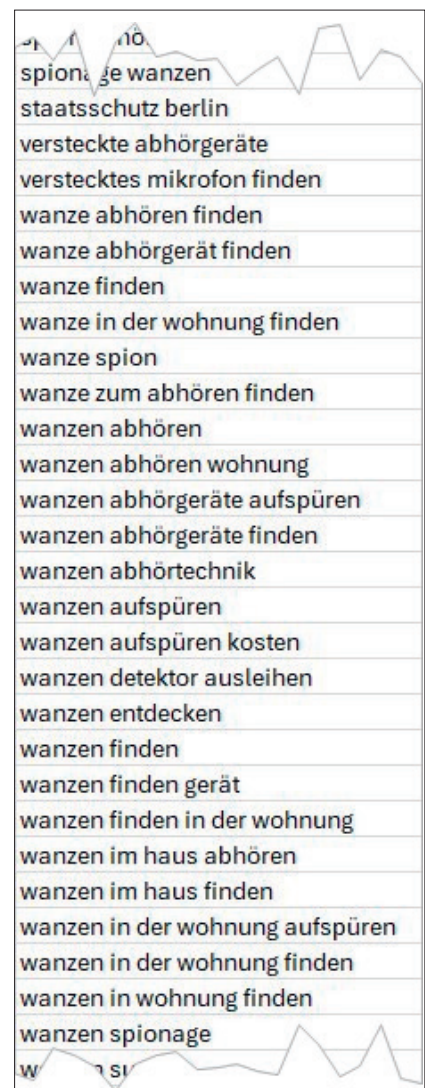 spionage wanzen
staatsschutz berlin
versteckte abhörgeräte
verstecktes mikrofon finden
wanze abhören finden
wanze abhörgerät finden
wanze finden
wanze in der wohnung finden
wanze spion
wanze zum abhören finden
wanzen abhören
wanzen abhören wohnung
wanzen abhörgeräte aufspüren
wanzen abhörgeräte finden
wanzen abhörtechnik
wanzen aufspüren
wanzen aufspüren kosten
wanzen detektor ausleihen
wanzen entdecken
wanzen finden
wanzen finden gerät
wanzen finden in der wohnung
wanzen im haus abhören
wanzen im haus finden
wanzen in der wohnung aufspüren
wanzen in der wohnung finden
wanzen in wohnung finden
wanzen spionage